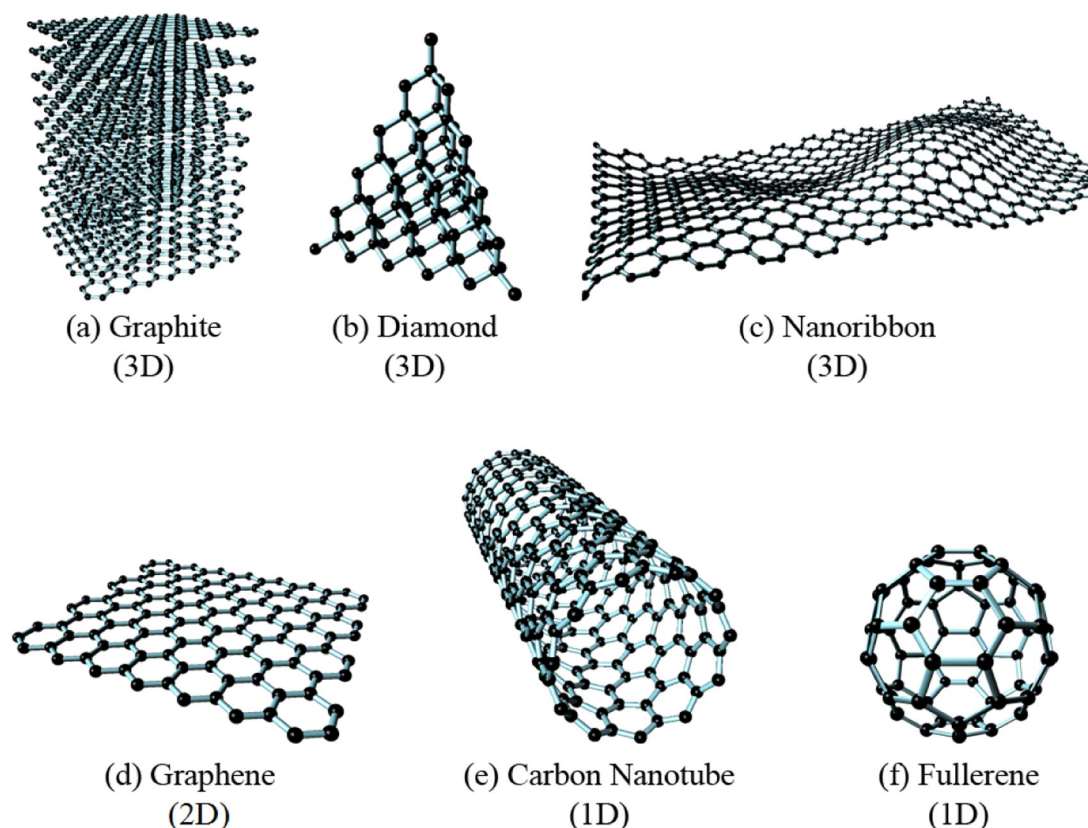 (a) Graphite
(3D)
(b) Diamond
(3D)
(c) Nanoribbon
(3D)
(d) Graphene
(2D)
(e) Carbon Nanotube
(1D)
(f) Fullerene
(1D)